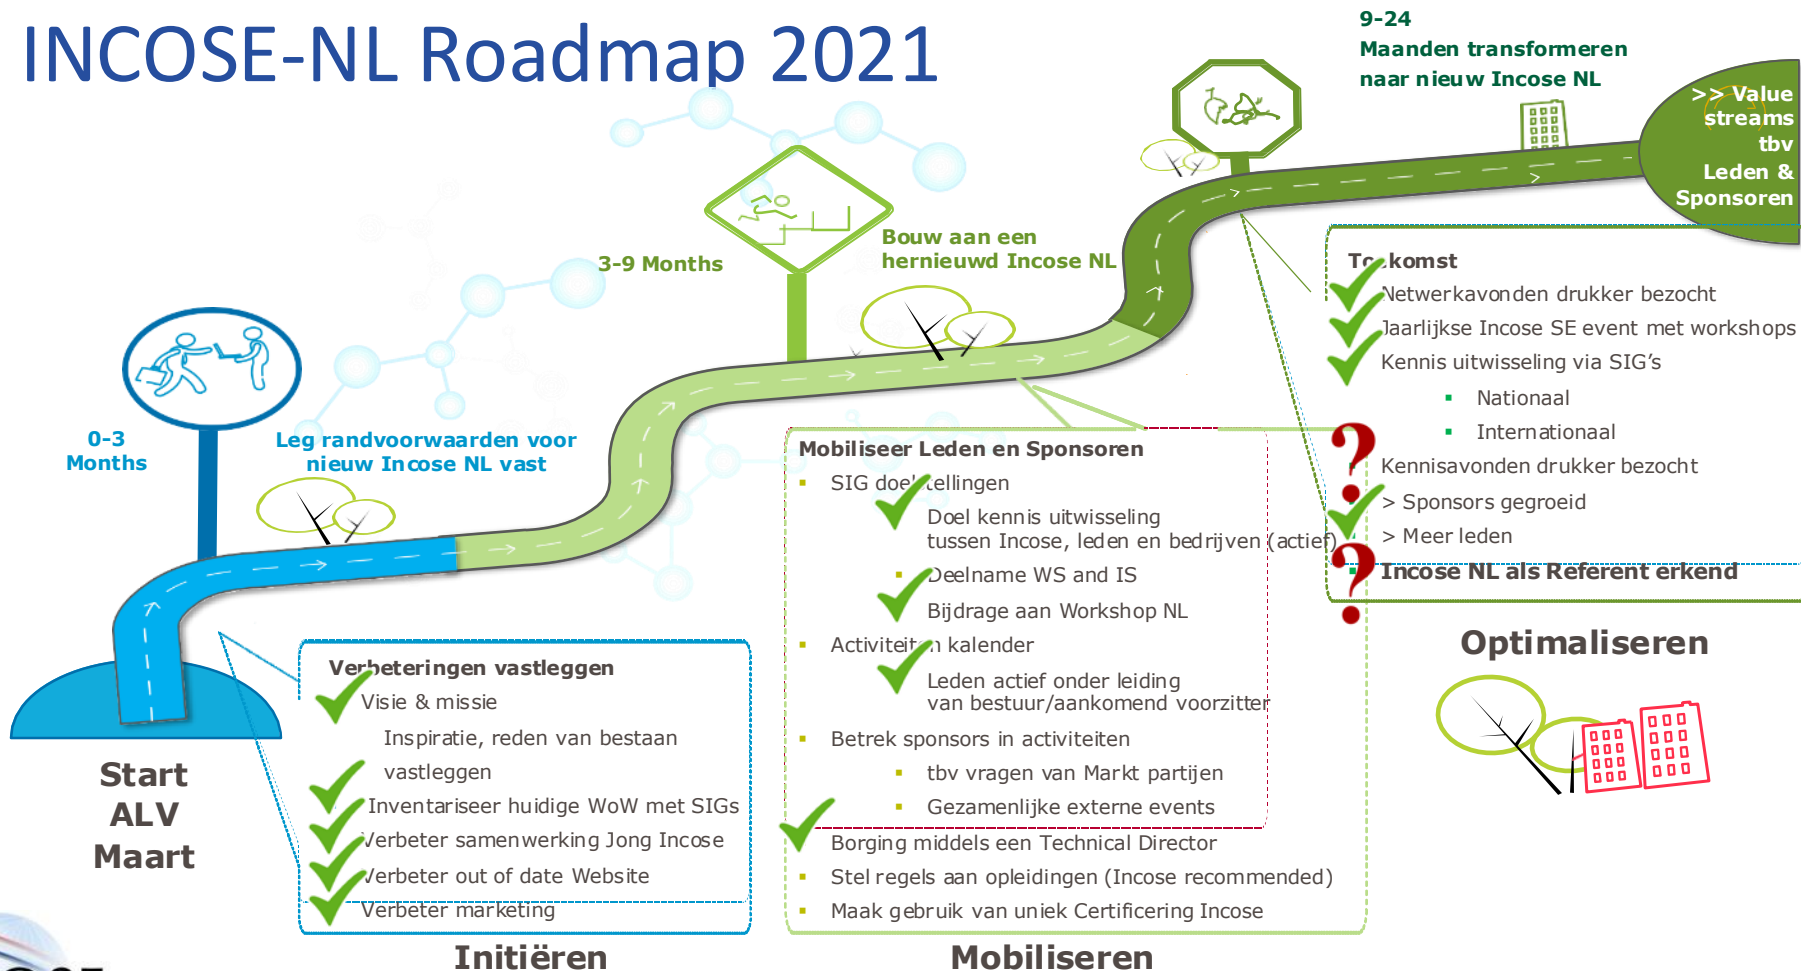 INCOSE-NL Roadmap 2021
9-24
Maanden transformeren
naar nieuw Incose NL
>> Value
streams
tbv
Leden &
Sponsoren
Bouw aan een
hernieuwd Incose NL
3-9 Months
0-3
Months
Leg randvoorwaarden voor
nieuw Incose NL vast
Start
ALV
Maart
Verbeteringen vastleggen
Visie & missie
Inspiratie, reden van bestaan
vastleggen
Inventariseer huidige WoW met SIGs
Verbeter samenwerking Jong Incose
Verbeter out of date Website
Verbeter marketing
Initiëren
Mobiliseer Leden en Sponsoren
SIG doelstellingen
Doel kennis uitwisseling
tussen Incose, leden en bedrijven (actief)
Deelname WS and IS
Bijdrage aan Workshop NL
Activiteiten kalender
Leden actief onder leiding
van bestuur/aankomend voorzitter
Betrek sponsors in activiteiten
tbv vragen van Markt partijen
Gezamenlijke externe events
Borging middels een Technical Director
Stel regels aan opleidingen (Incose recommended)
Maak gebruik van uniek Certificering Incose
Mobiliseren
Toekomst
Netwerkavonden drukker bezocht
Jaarlijkse Incose SE event met workshops
Kennis uitwisseling via SIG’s
Nationaal
Internationaal
? Kennisavonden drukker bezocht
> Sponsors gegroeid
> Meer leden
? Incose NL als Referent erkend
Optimaliseren